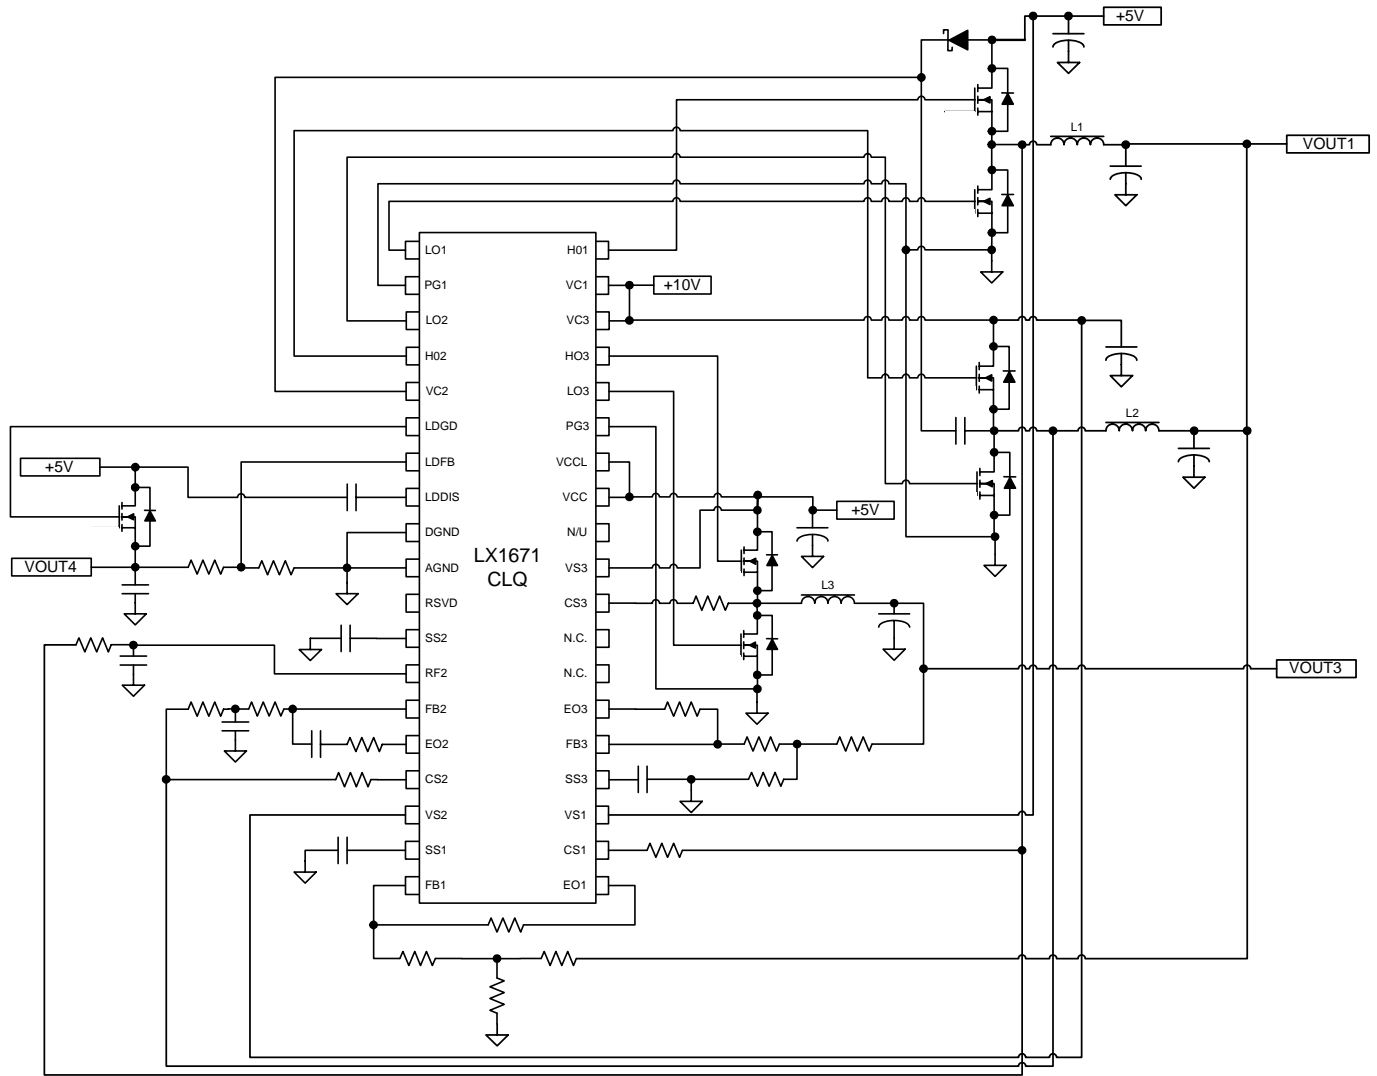 +5V
L1
VOUT1
LO1
H01
PG1
VC1
+10V
LO2
VC3
H02
HO3
VC2
LO3
L2
LDGD
PG3
+5V
LDFB
VCCL
LDDIS
VCC
+5V
DGND
N/U
LX1671
CLQ
VOUT4
AGND
VS3
L3
RSVD
CS3
SS2
N.C.
RF2
N.C.
VOUT3
FB2
EO3
EO2
FB3
CS2
SS3
VS2
VS1
SS1
CS1
FB1
EO1